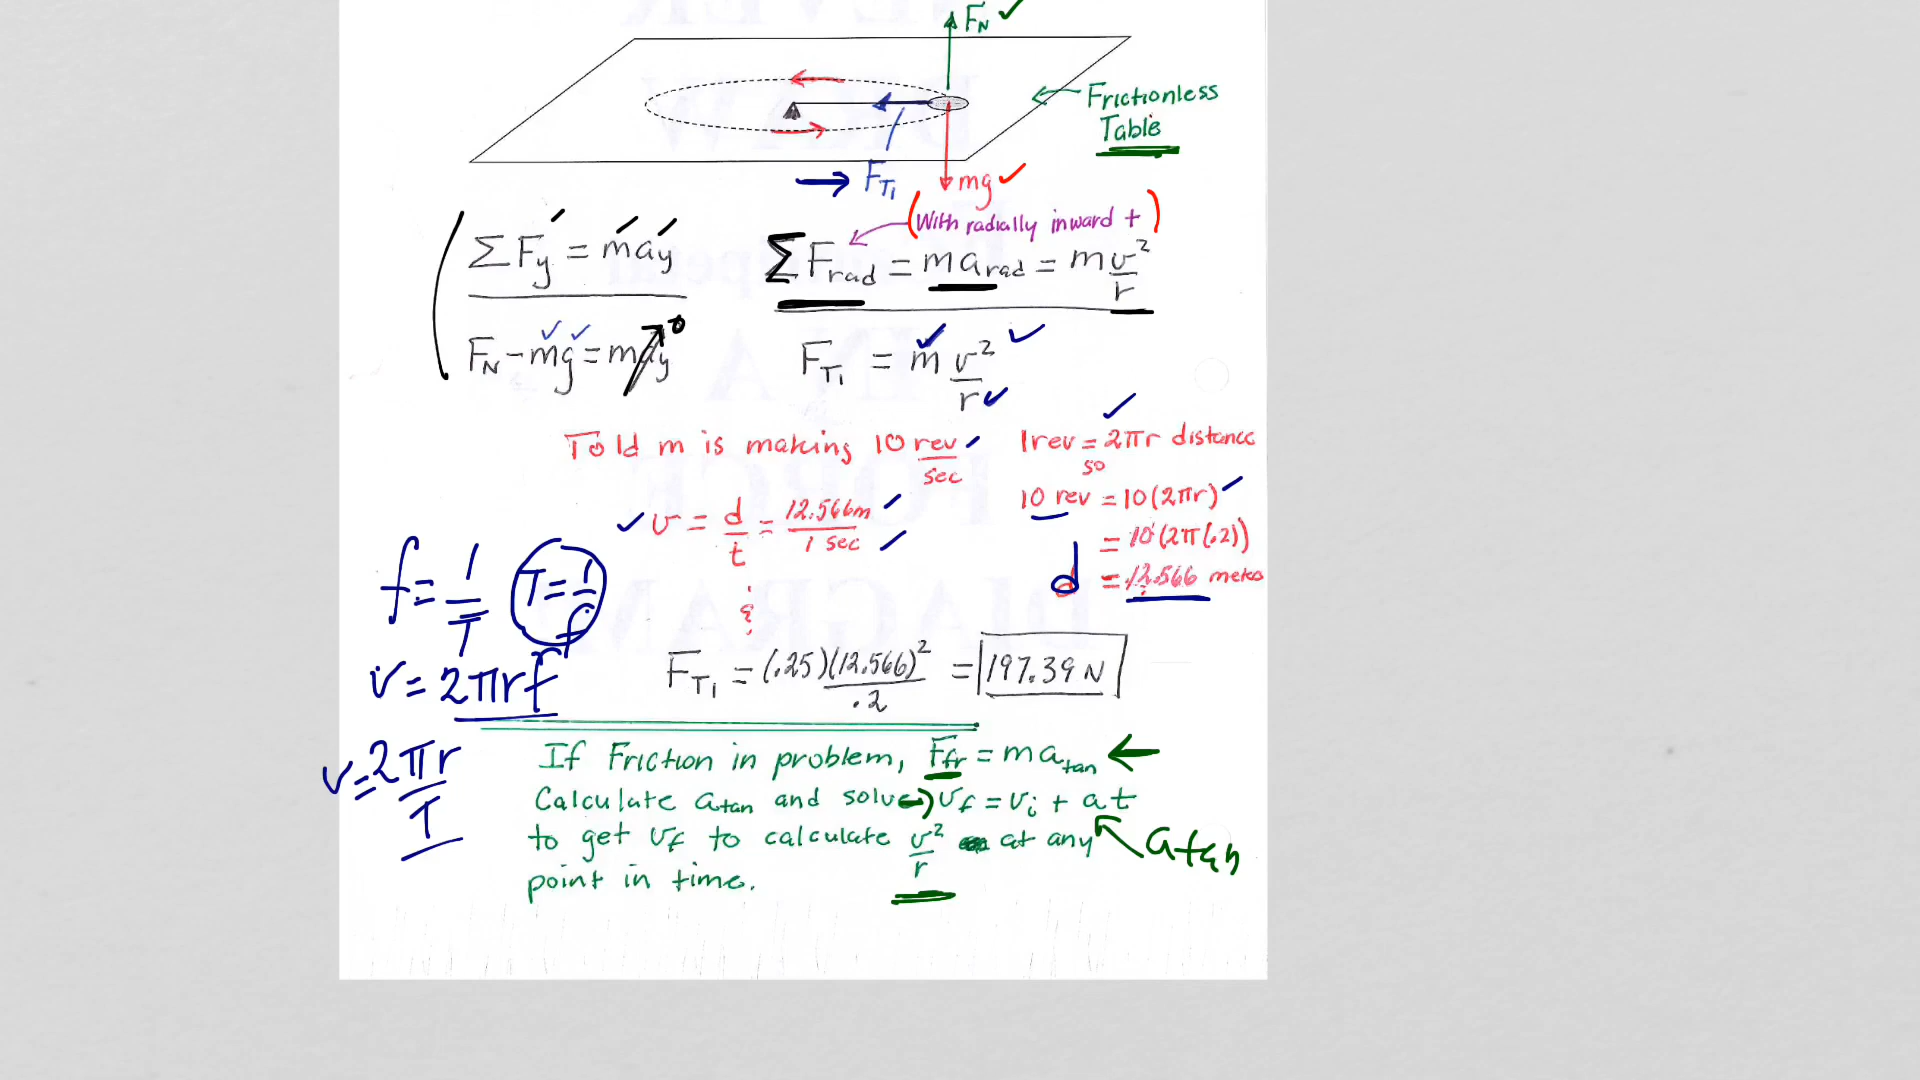 F_N ✓
Frictionless
Table
→ F_T1
mg ✓
(With radially inward +)
ΣF_y = ma_y
ΣF_rad = ma_rad = m v²/r
F_N - mg = ma_y 0
F_T1 = m v²/r
Told m is making 10 rev/sec
1 rev = 2πr distance
so
10 rev = 10(2πr)
= 10(2π(.2))
d = 12.566 meters
v = d/t = 12.566m/1 sec
f = 1/T
T = 1/f
v = 2πrf
F_T1 = (.25)(12.566)²/.2 = 197.39 N
v = 2πr/T
If Friction in problem, F_fr = ma_tan ←
Calculate a_tan and solve → v_f = v_i + at
to get v_f to calculate v²/r at any
a_tan
point in time.